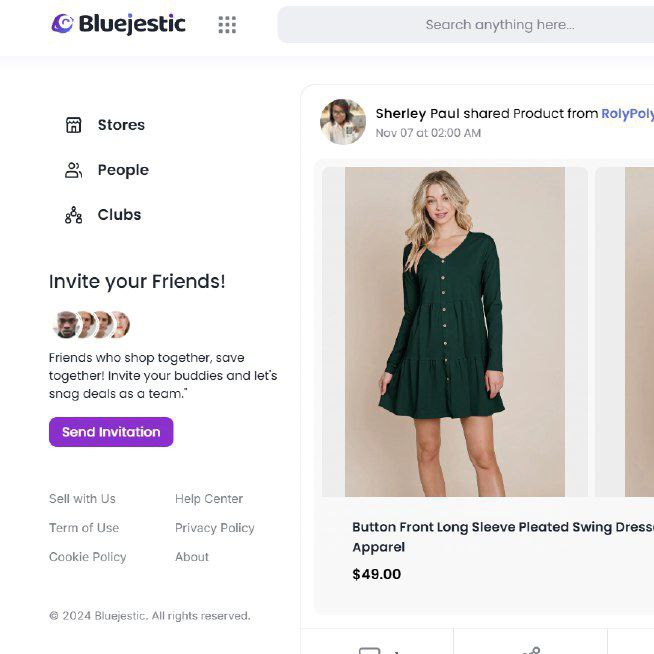 Bluejestic
Search anything here...
Stores
People
Clubs
Invite your Friends!
Friends who shop together, save
together! Invite your buddies and let's
snag deals as a team."
Send Invitation
Sell with Us
Help Center
Term of Use
Privacy Policy
Cookie Policy
About
© 2024 Bluejestic. All rights reserved.
Sherley Paul shared Product from RolyPoly
Nov 07 at 02:00 AM
Button Front Long Sleeve Pleated Swing Dress
Apparel
$49.00